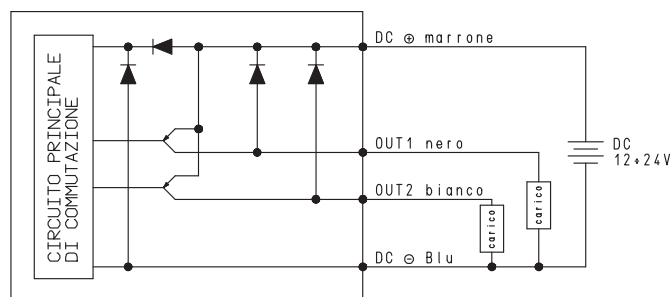 CIRCUITO PRINCIPALE
DI COMMUTAZIONE
DC ⊕ marrone
OUT1 nero
OUT2 bianco
DC ⊖ Blu
carico
carico
DC
12÷24V